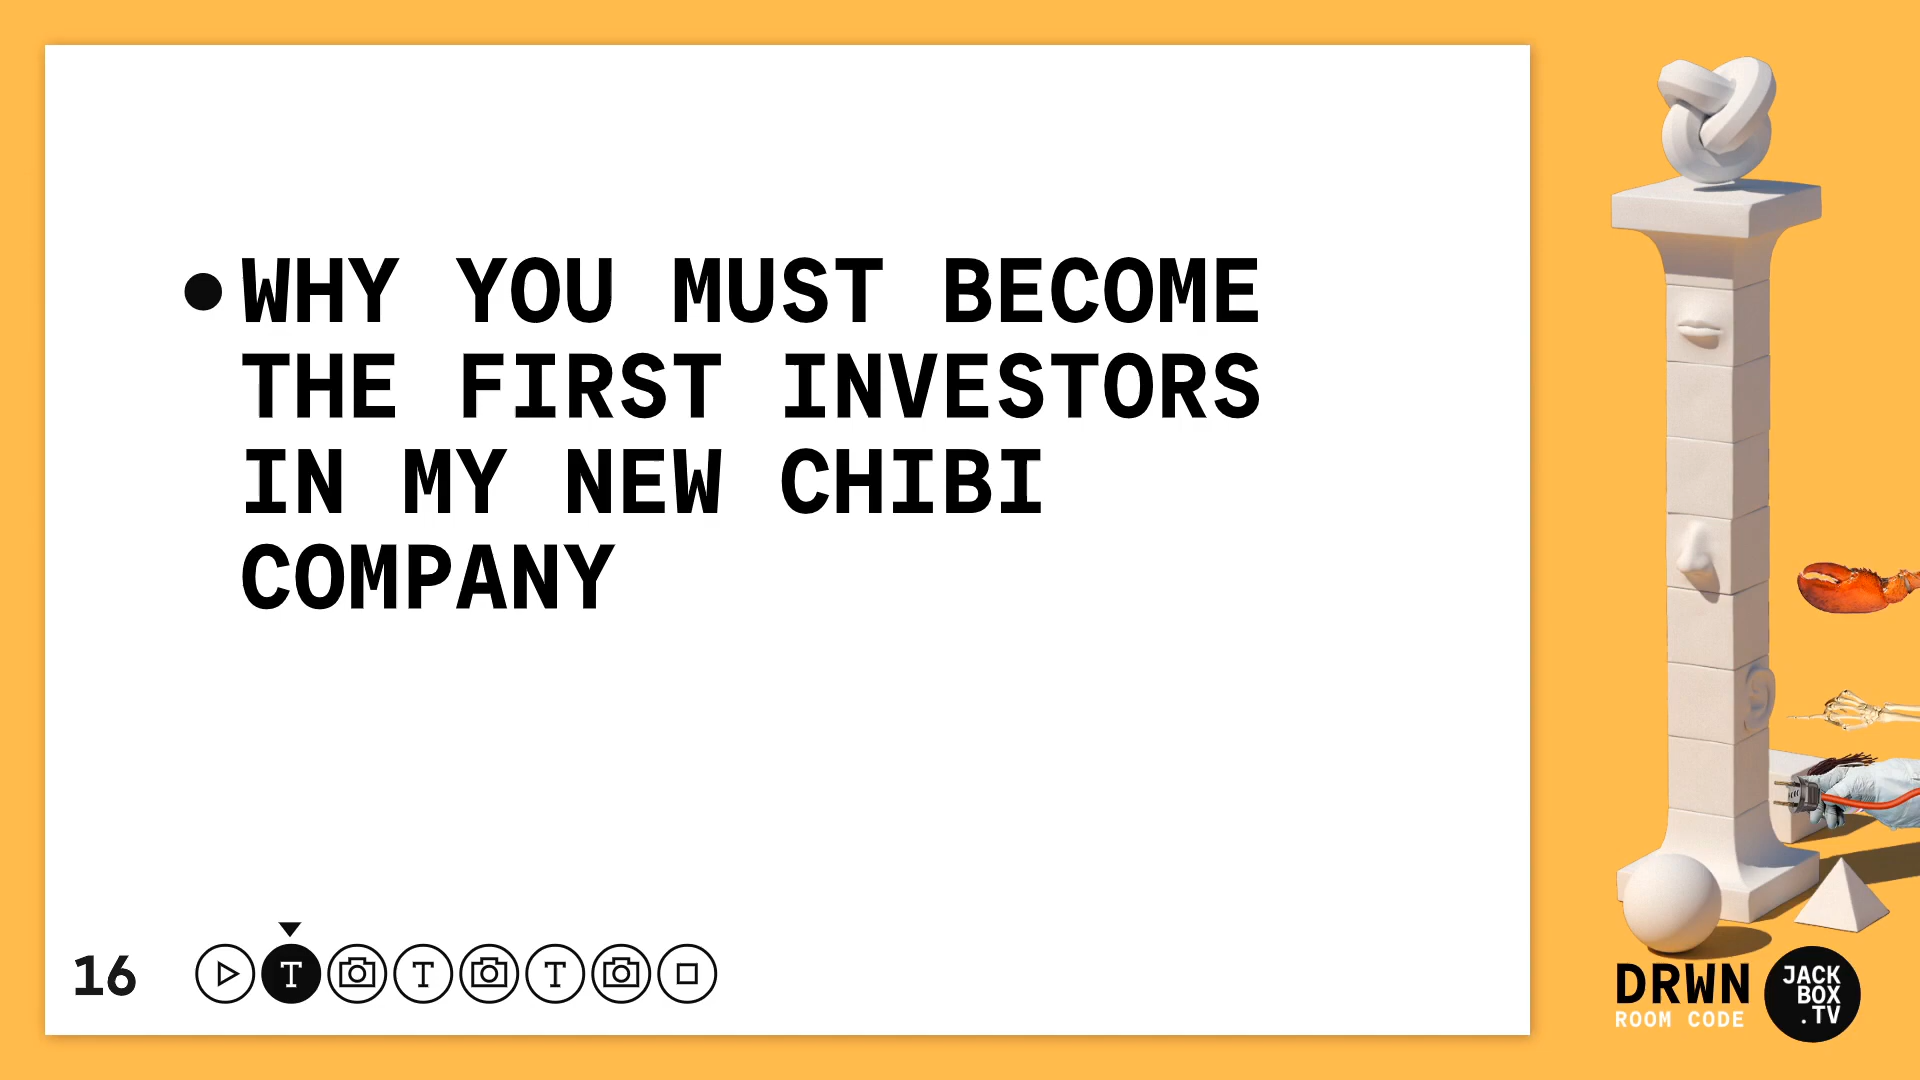 •WHY YOU MUST BECOME
THE FIRST INVESTORS
IN MY NEW CHIBI
COMPANY
16
T
T
T
DRWN
ROOM CODE
JACK
BOX
.TV